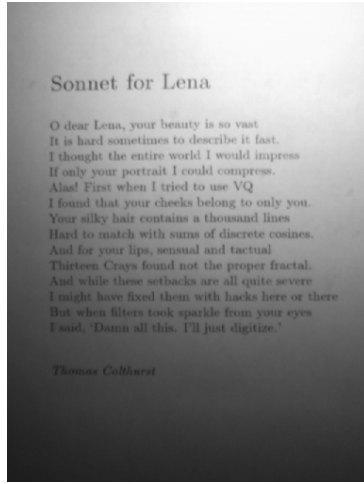 Sonnet for Lena
O dear Lena, your beauty is so vast
It is hard sometimes to describe it fast.
I thought the entire world I would impress
If only your portrait I could compress.
Alas! First when I tried to use VQ
I found that your cheeks belong to only you.
Your silky hair contains a thousand lines
Hard to match with sums of discrete cosines.
And for your lips, sensual and tactual
Thirteen Crays found not the proper fractal.
And while these setbacks are all quite severe
I might have fixed them with hacks here or there
But when filters took sparkle from your eyes
I said, ‘Damn all this. I'll just digitize.’
Thomas Colthurst